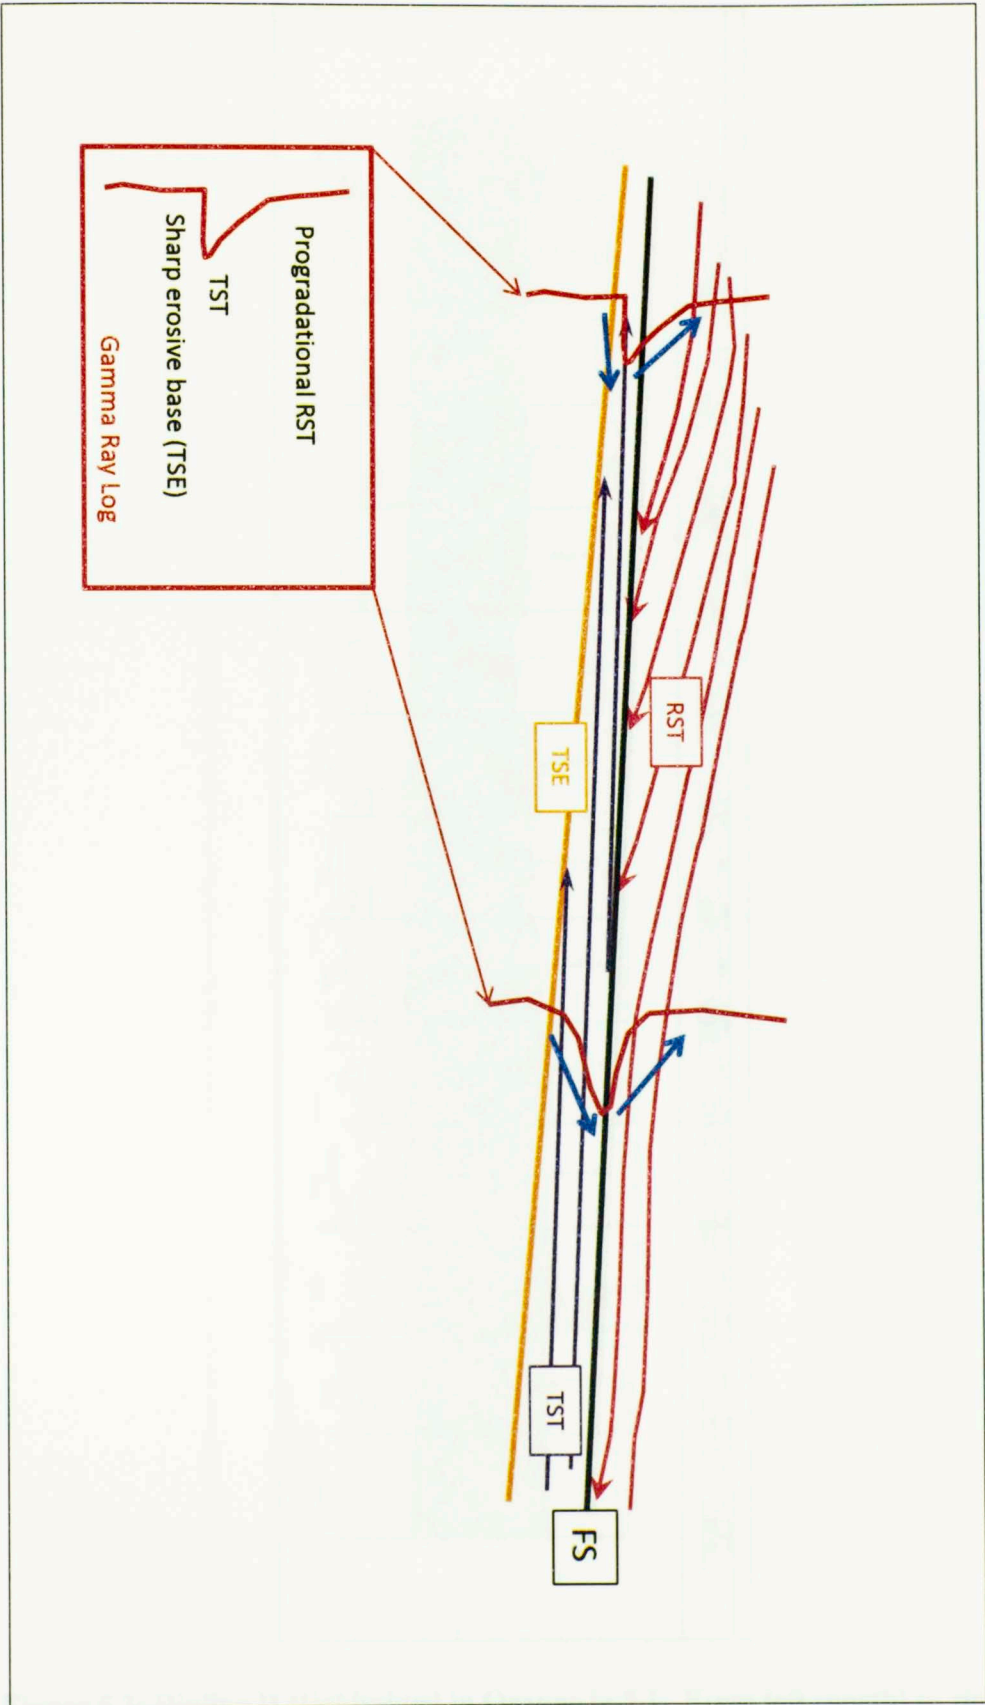 RST
TSE
TST
FS
Progradational RST
TST
Sharp erosive base (TSE)
Gamma Ray Log